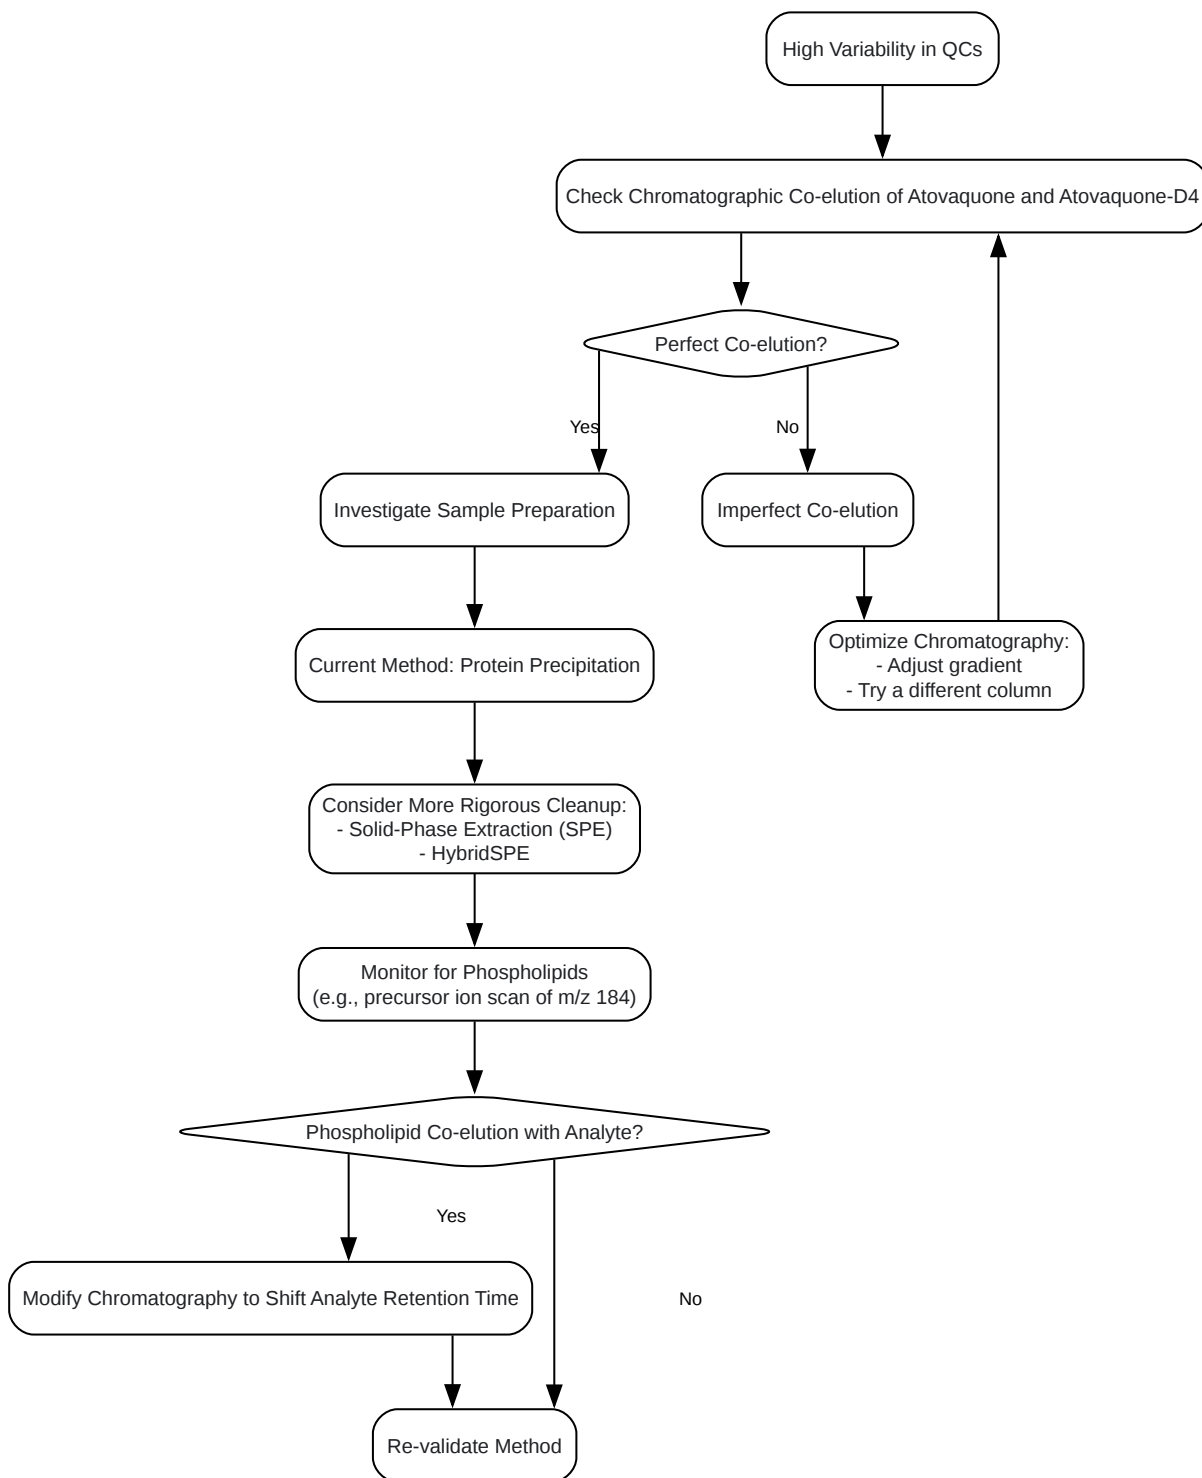 High Variability in QCs
Check Chromatographic Co-elution of Atovaquone and Atovaquone-D4
Perfect Co-elution?
Yes
No
Investigate Sample Preparation
Imperfect Co-elution
Current Method: Protein Precipitation
Optimize Chromatography:
- Adjust gradient
- Try a different column
Consider More Rigorous Cleanup:
- Solid-Phase Extraction (SPE)
- HybridSPE
Monitor for Phospholipids
(e.g., precursor ion scan of m/z 184)
Phospholipid Co-elution with Analyte?
Yes
Modify Chromatography to Shift Analyte Retention Time
No
Re-validate Method